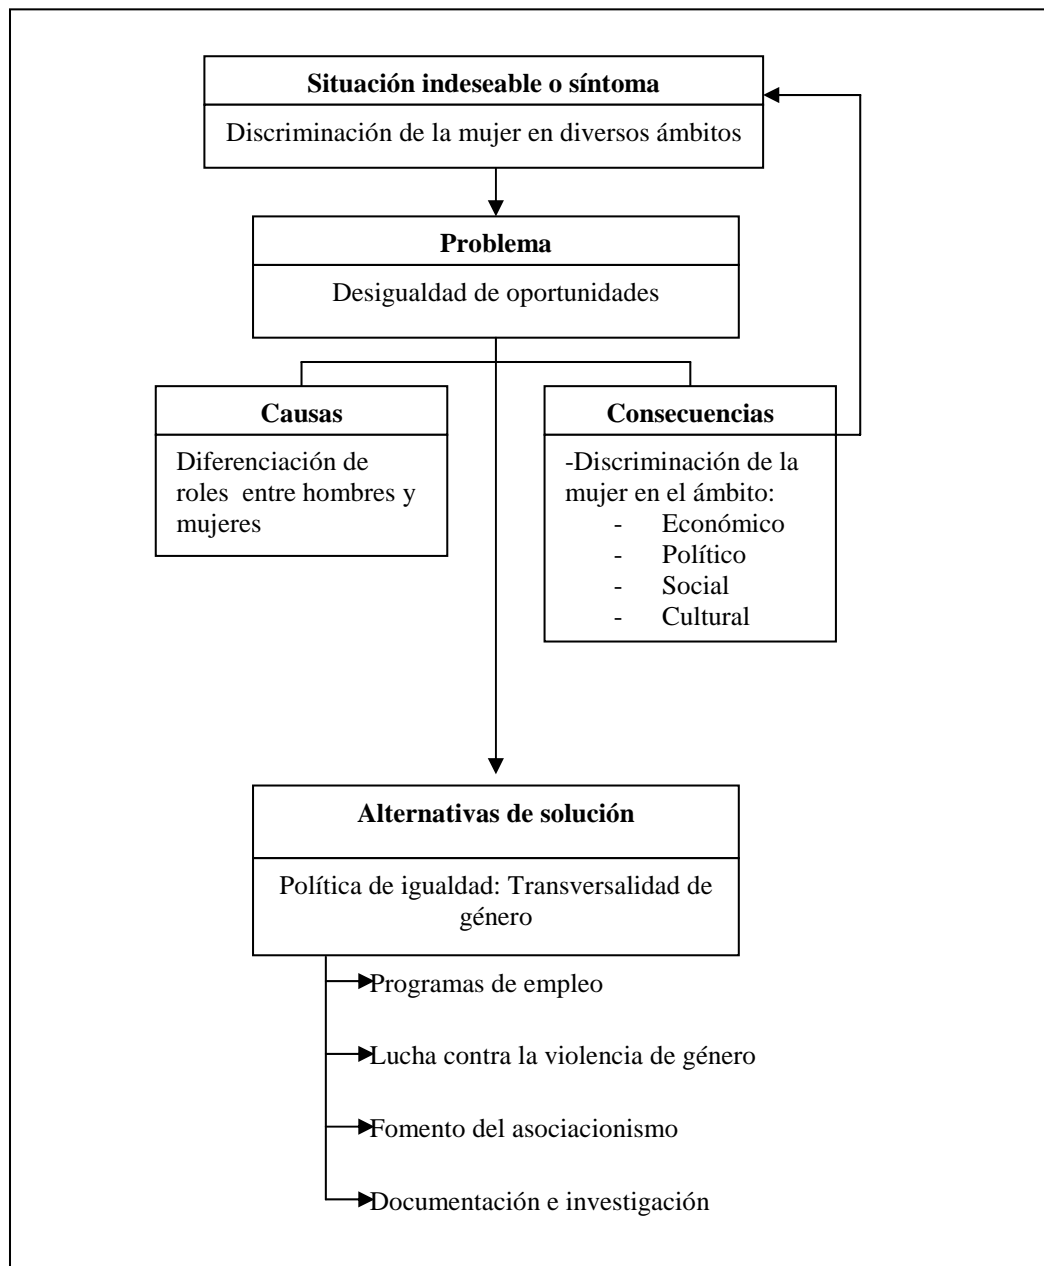 Situación indeseable o síntoma
Discriminación de la mujer en diversos ámbitos
Problema
Desigualdad de oportunidades
Causas
Diferenciación de
roles entre hombres y
mujeres
Consecuencias
-Discriminación de la
mujer en el ámbito:
- Económico
- Político
- Social
- Cultural
Alternativas de solución
Política de igualdad: Transversalidad de
género
Programas de empleo
Lucha contra la violencia de género
Fomento del asociacionismo
Documentación e investigación